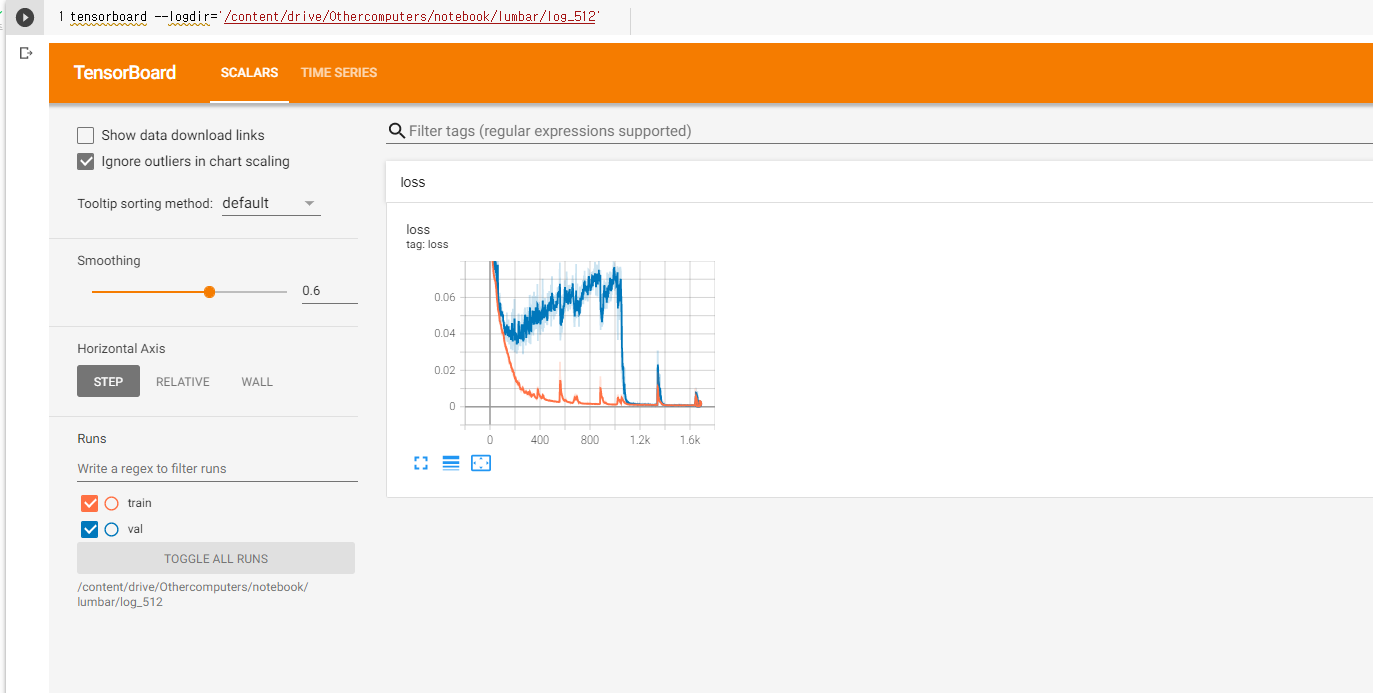 1 tensorboard --logdir='/content/drive/Othercomputers/notebook/lumbar/log_512'
TensorBoard
SCALARS
TIME SERIES
Show data download links
Ignore outliers in chart scaling
Tooltip sorting method: default
Smoothing
0.6
Horizontal Axis
STEP
RELATIVE
WALL
Runs
Write a regex to filter runs
train
val
TOGGLE ALL RUNS
/content/drive/Othercomputers/notebook/
lumbar/log_512
Filter tags (regular expressions supported)
loss
loss
tag: loss
0.06
0.04
0.02
0
0 400 800 1.2k 1.6k